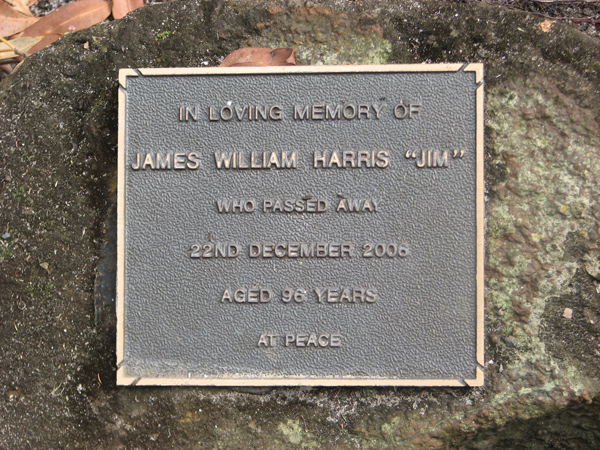 IN LOVING MEMORY OF
JAMES WILLIAM HARRIS "JIM"
WHO PASSED AWAY
22ND DECEMBER 2006
AGED 96 YEARS
AT PEACE